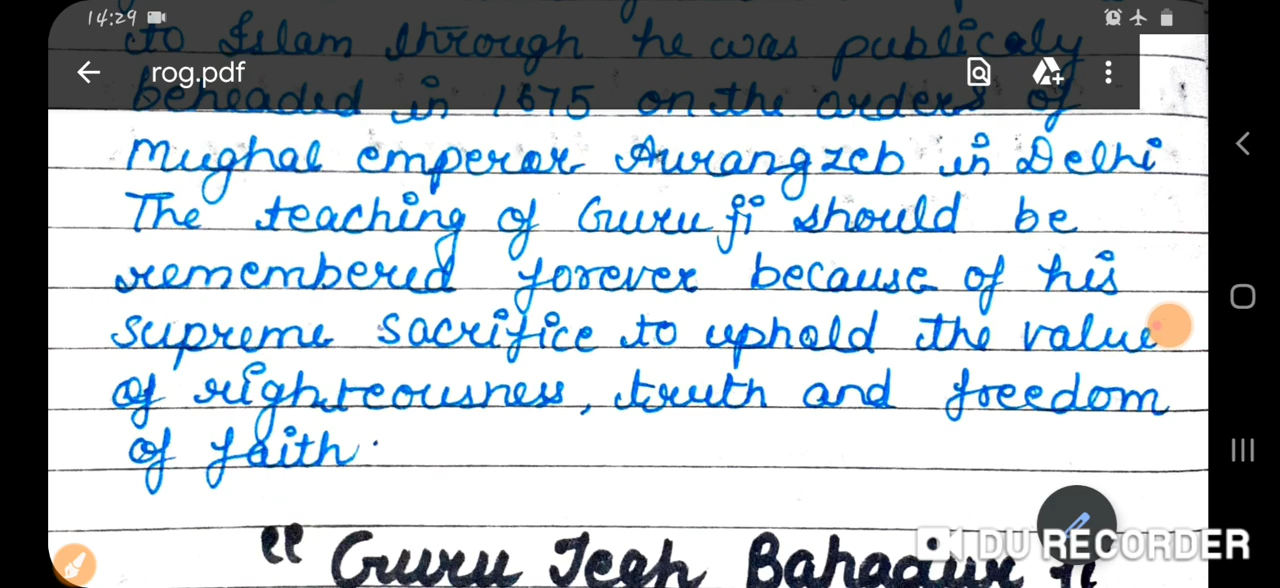 14:29
to Islam through he was publicaly
rog.pdf
beheaded in 1675 on the orders of
Mughal emperor Aurangzeb in Delhi
The teaching of Guru ji should be
remembered forever because of his
supreme sacrifice to uphold the value
of righteousness, truth and freedom
of faith.
"Guru Teeh Bahadur ji
DU RECORDER